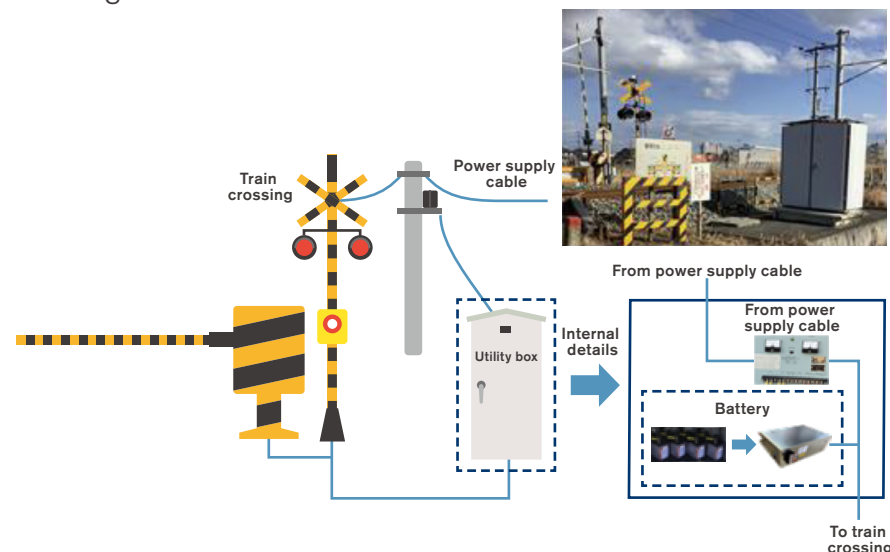 Train
crossing
Power supply
cable
Utility box
Internal
details
From power supply cable
From power
supply cable
Battery
To train
crossing